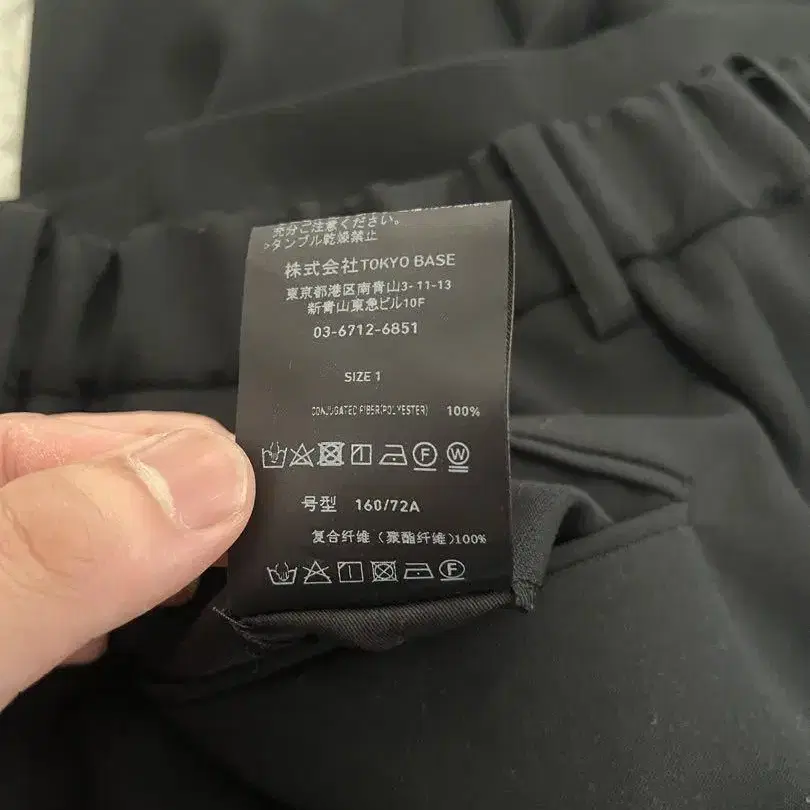 充分ご注意ください。
>タンブル乾燥禁止
株式会社TOKYO BASE
東京都港区南青山3-11-13
新青山東急ビル10F
03-6712-6851
SIZE 1
CONJUGATED FIBER(POLYESTER) 100%
F W
号型 160/72A
复合纤维（聚酯纤维）100%
F